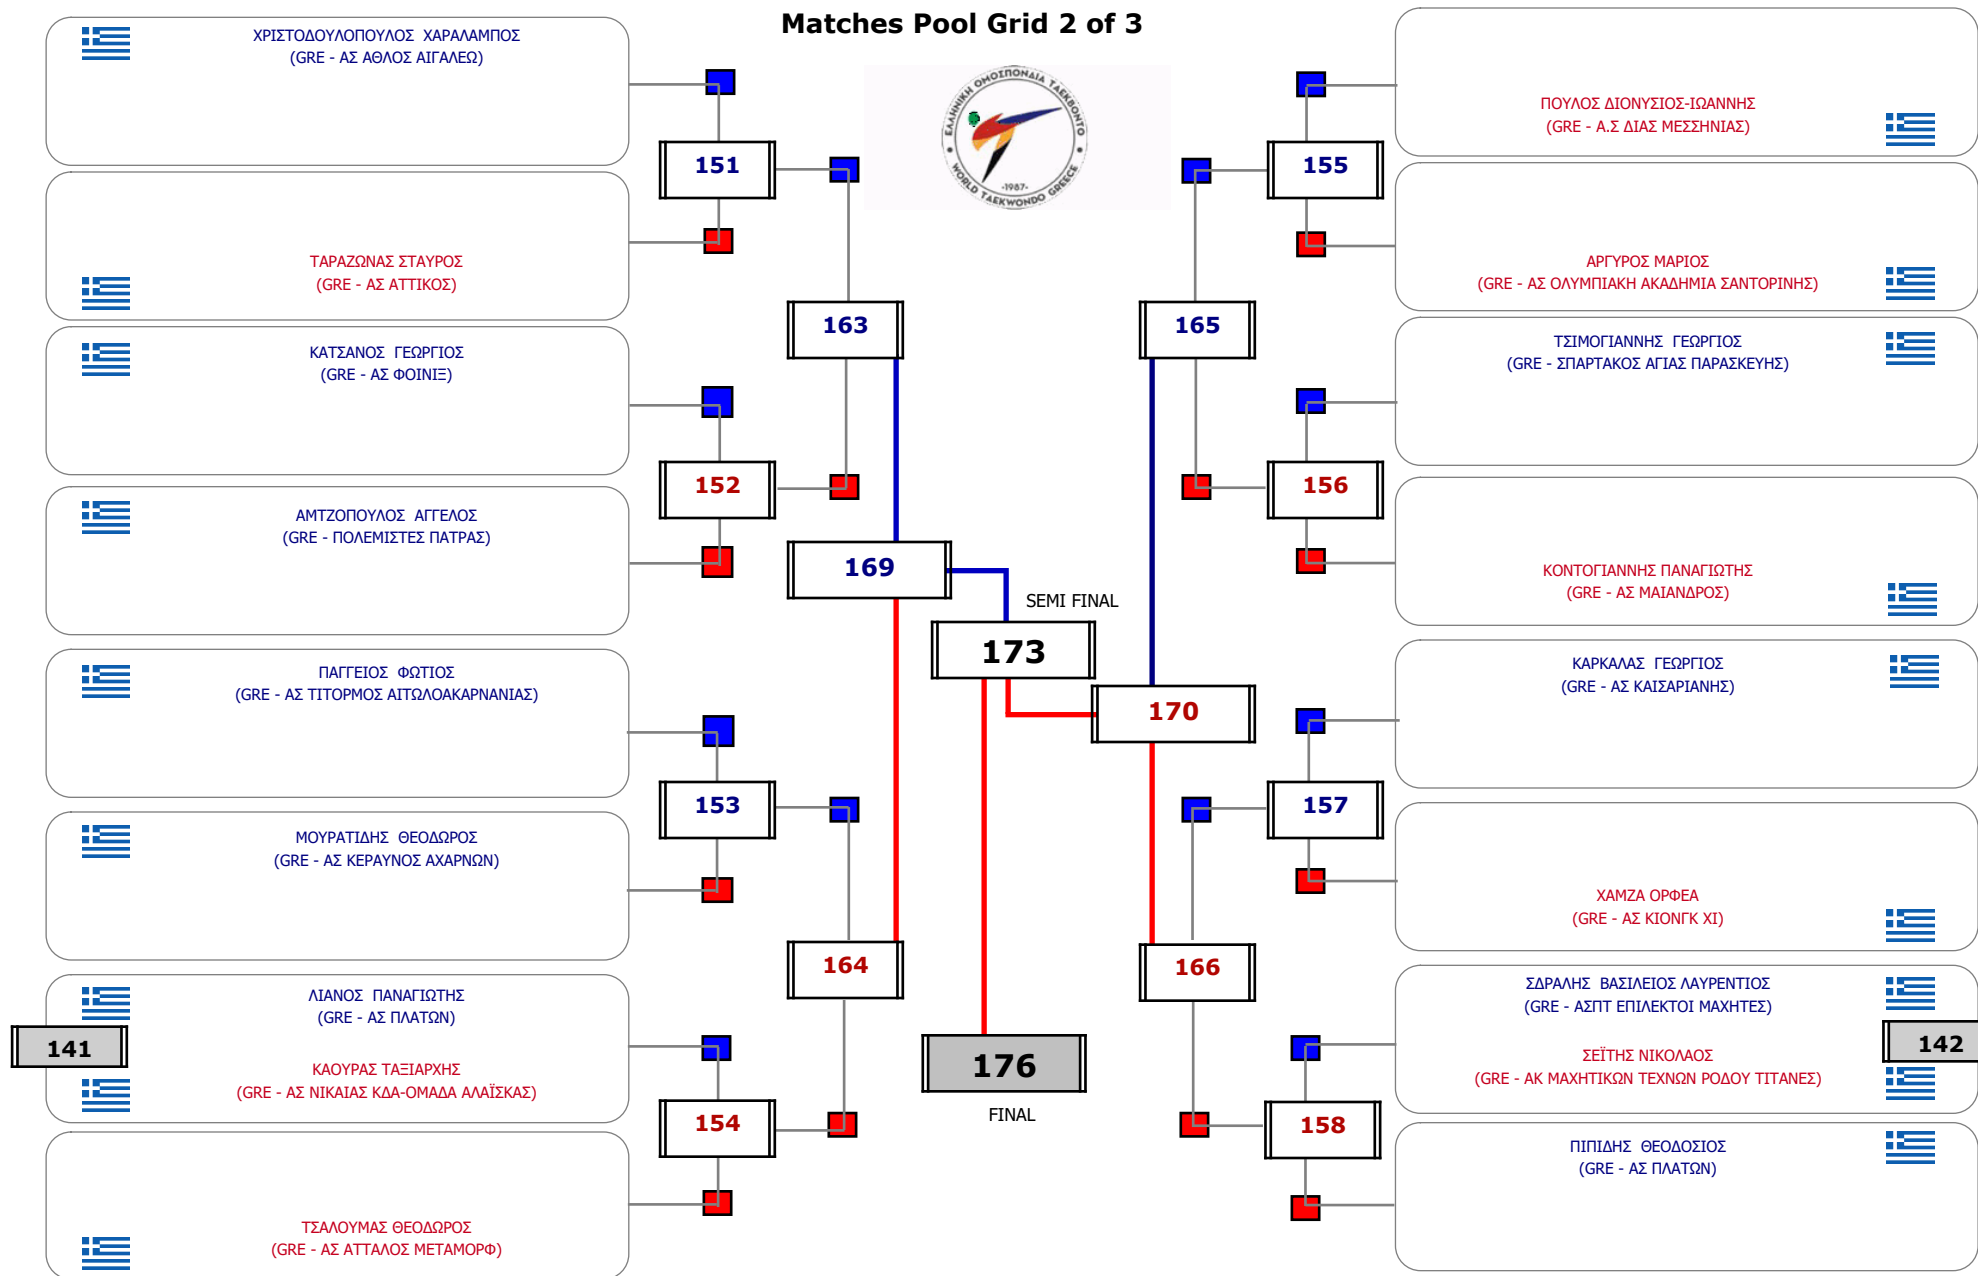 Matches Pool Grid 2 of 3
ΧΡΙΣΤΟΔΟΥΛΟΠΟΥΛΟΣ ΧΑΡΑΛΑΜΠΟΣ
(GRE - ΑΣ ΑΘΛΟΣ ΑΙΓΑΛΕΩ)
151
ΤΑΡΑΖΩΝΑΣ ΣΤΑΥΡΟΣ
(GRE - ΑΣ ΑΤΤΙΚΟΣ)
163
ΚΑΤΣΑΝΟΣ ΓΕΩΡΓΙΟΣ
(GRE - ΑΣ ΦΟΙΝΙΞ)
152
ΑΜΤΖΟΠΟΥΛΟΣ ΑΓΓΕΛΟΣ
(GRE - ΠΟΛΕΜΙΣΤΕΣ ΠΑΤΡΑΣ)
169
ΠΑΓΓΕΙΟΣ ΦΩΤΙΟΣ
(GRE - ΑΣ ΤΙΤΟΡΜΟΣ ΑΙΤΩΛΟΑΚΑΡΝΑΝΙΑΣ)
153
ΜΟΥΡΑΤΙΔΗΣ ΘΕΟΔΩΡΟΣ
(GRE - ΑΣ ΚΕΡΑΥΝΟΣ ΑΧΑΡΝΩΝ)
164
ΛΙΑΝΟΣ ΠΑΝΑΓΙΩΤΗΣ
(GRE - ΑΣ ΠΛΑΤΩΝ)
141
ΚΑΟΥΡΑΣ ΤΑΞΙΑΡΧΗΣ
(GRE - ΑΣ ΝΙΚΑΙΑΣ ΚΔΑ-ΟΜΑΔΑ ΑΛΑΪΣΚΑΣ)
154
ΤΣΑΛΟΥΜΑΣ ΘΕΟΔΩΡΟΣ
(GRE - ΑΣ ΑΤΤΑΛΟΣ ΜΕΤΑΜΟΡΦ)
ΕΛΛΗΝΙΚΗ ΟΜΟΣΠΟΝΔΙΑ ΤΑΕΚΒΟΝΤΟ
-1987-
WORLD TAEKWONDO GREECE
SEMI FINAL
173
176
FINAL
ΠΟΥΛΟΣ ΔΙΟΝΥΣΙΟΣ-ΙΩΑΝΝΗΣ
(GRE - Α.Σ ΔΙΑΣ ΜΕΣΣΗΝΙΑΣ)
155
ΑΡΓΥΡΟΣ ΜΑΡΙΟΣ
(GRE - ΑΣ ΟΛΥΜΠΙΑΚΗ ΑΚΑΔΗΜΙΑ ΣΑΝΤΟΡΙΝΗΣ)
165
ΤΣΙΜΟΓΙΑΝΝΗΣ ΓΕΩΡΓΙΟΣ
(GRE - ΣΠΑΡΤΑΚΟΣ ΑΓΙΑΣ ΠΑΡΑΣΚΕΥΗΣ)
156
ΚΟΝΤΟΓΙΑΝΝΗΣ ΠΑΝΑΓΙΩΤΗΣ
(GRE - ΑΣ ΜΑΙΑΝΔΡΟΣ)
170
ΚΑΡΚΑΛΑΣ ΓΕΩΡΓΙΟΣ
(GRE - ΑΣ ΚΑΙΣΑΡΙΑΝΗΣ)
157
ΧΑΜΖΑ ΟΡΦΕΑ
(GRE - ΑΣ ΚΙΟΝΓΚ ΧΙ)
166
ΣΔΡΑΛΗΣ ΒΑΣΙΛΕΙΟΣ ΛΑΥΡΕΝΤΙΟΣ
(GRE - ΑΣΠΤ ΕΠΙΛΕΚΤΟΙ ΜΑΧΗΤΕΣ)
142
ΣΕΪΤΗΣ ΝΙΚΟΛΑΟΣ
(GRE - ΑΚ ΜΑΧΗΤΙΚΩΝ ΤΕΧΝΩΝ ΡΟΔΟΥ ΤΙΤΑΝΕΣ)
158
ΠΙΠΙΔΗΣ ΘΕΟΔΟΣΙΟΣ
(GRE - ΑΣ ΠΛΑΤΩΝ)